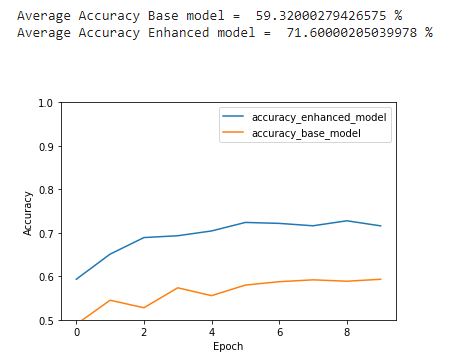 Average Accuracy Base model =  59.32000279426575 %
Average Accuracy Enhanced model =  71.60000205039978 %
1.0
accuracy_enhanced_model
accuracy_base_model
0.9
0.8
Accuracy
0.7
0.6
0.5
0 2 4 6 8
Epoch